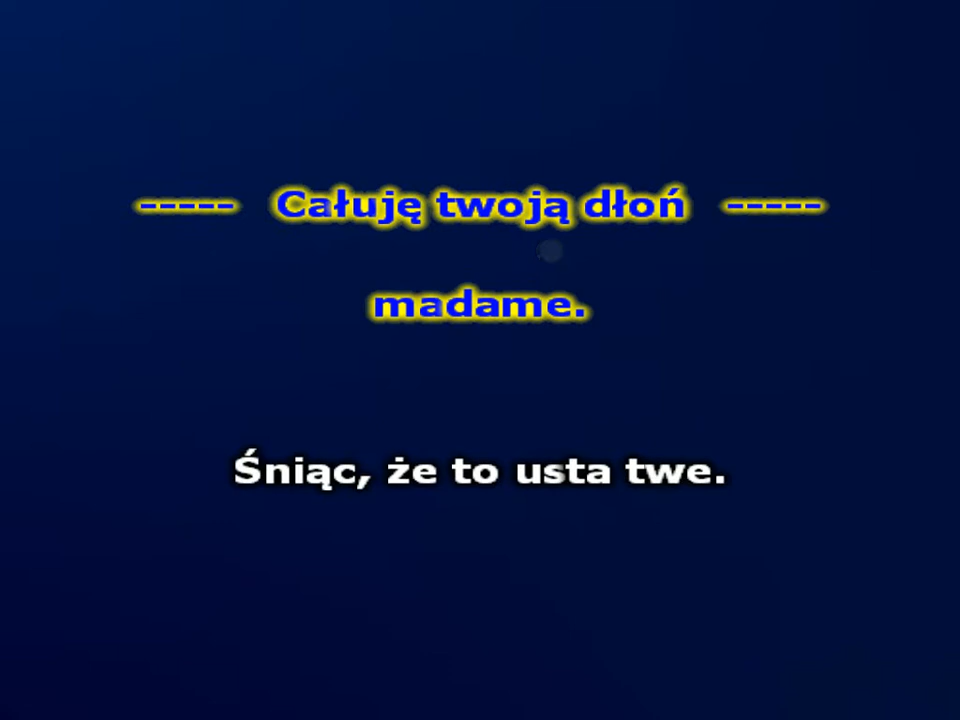 ----- Całuję twoją dłoń -----
madame.
Śniąc, że to usta twe.